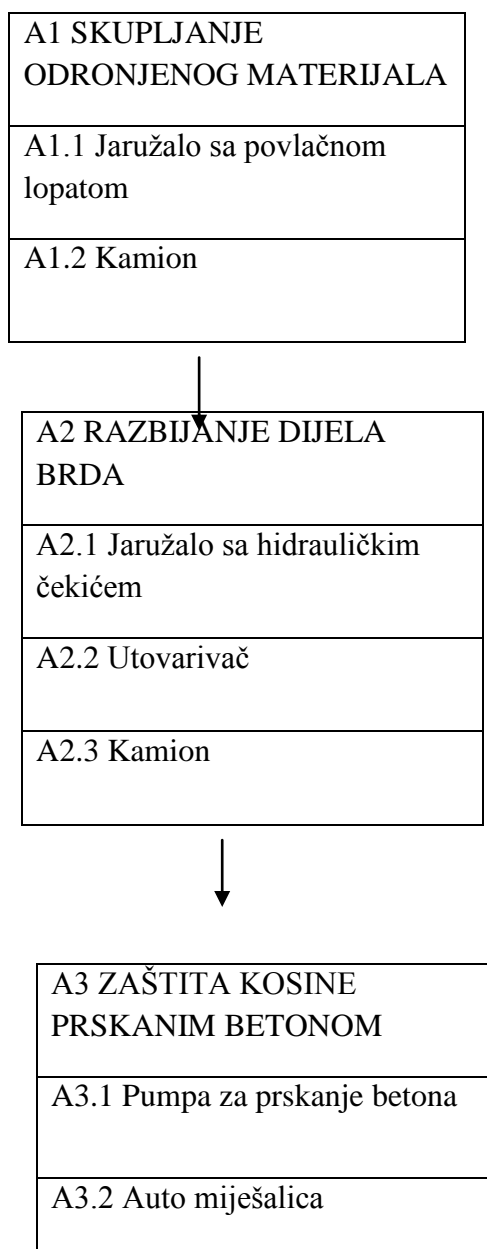 A1 SKUPLJANJE
ODRONJENOG MATERIJALA
A1.1 Jaružalo sa povlačnom
lopatom
A1.2 Kamion
A2 RAZBIJANJE DIJELA
BRDA
A2.1 Jaružalo sa hidrauličkim
čekićem
A2.2 Utovarivač
A2.3 Kamion
A3 ZAŠTITA KOSINE
PRSKANIM BETONOM
A3.1 Pumpa za prskanje betona
A3.2 Auto miješalica